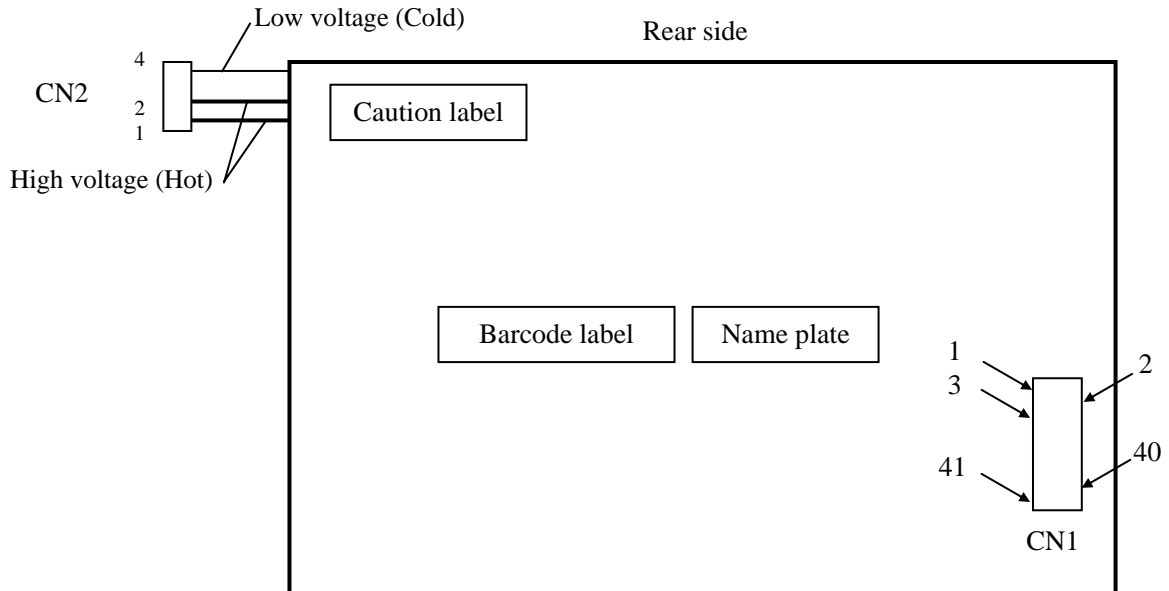 Low voltage (Cold)
Rear side
4
CN2
2
1
Caution label
High voltage (Hot)
Barcode label
Name plate
1
2
3
41
40
CN1